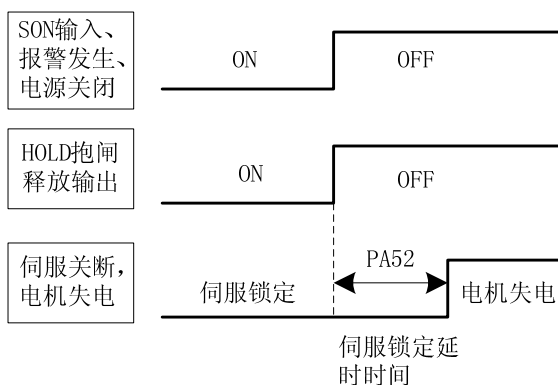 SON输入、
报警发生、
电源关闭
ON
OFF
HOLD抱闸
释放输出
ON
OFF
伺服关断，
电机失电
伺服锁定
PA52
电机失电
伺服锁定延
时时间